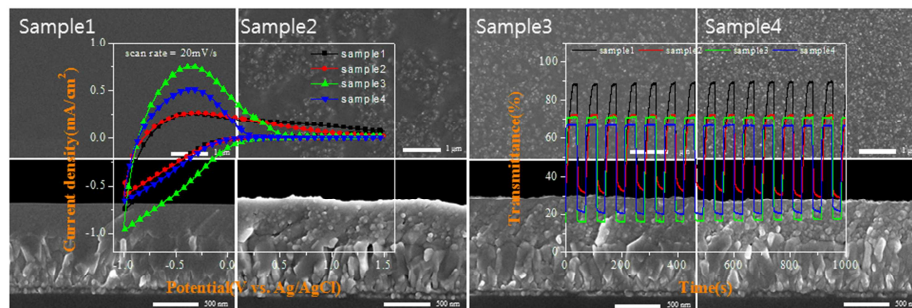 Sample1
Sample2
Sample3
Sample4
scan rate = 20mV/s
sample1
sample2
sample3
sample4
1.0
0.5
0.0
-0.5
-1.0
Current density(mA/cm²)
-1.0
-0.5
0.0
0.5
1.0
1.5
Potential(V vs. Ag/AgCl)
1 μm
1 μm
500 nm
500 nm
sample1
sample2
sample3
sample4
100
80
60
40
20
0
Transmittance(%)
0
200
400
600
800
1000
Time(s)
1 μm
500 nm
500 nm